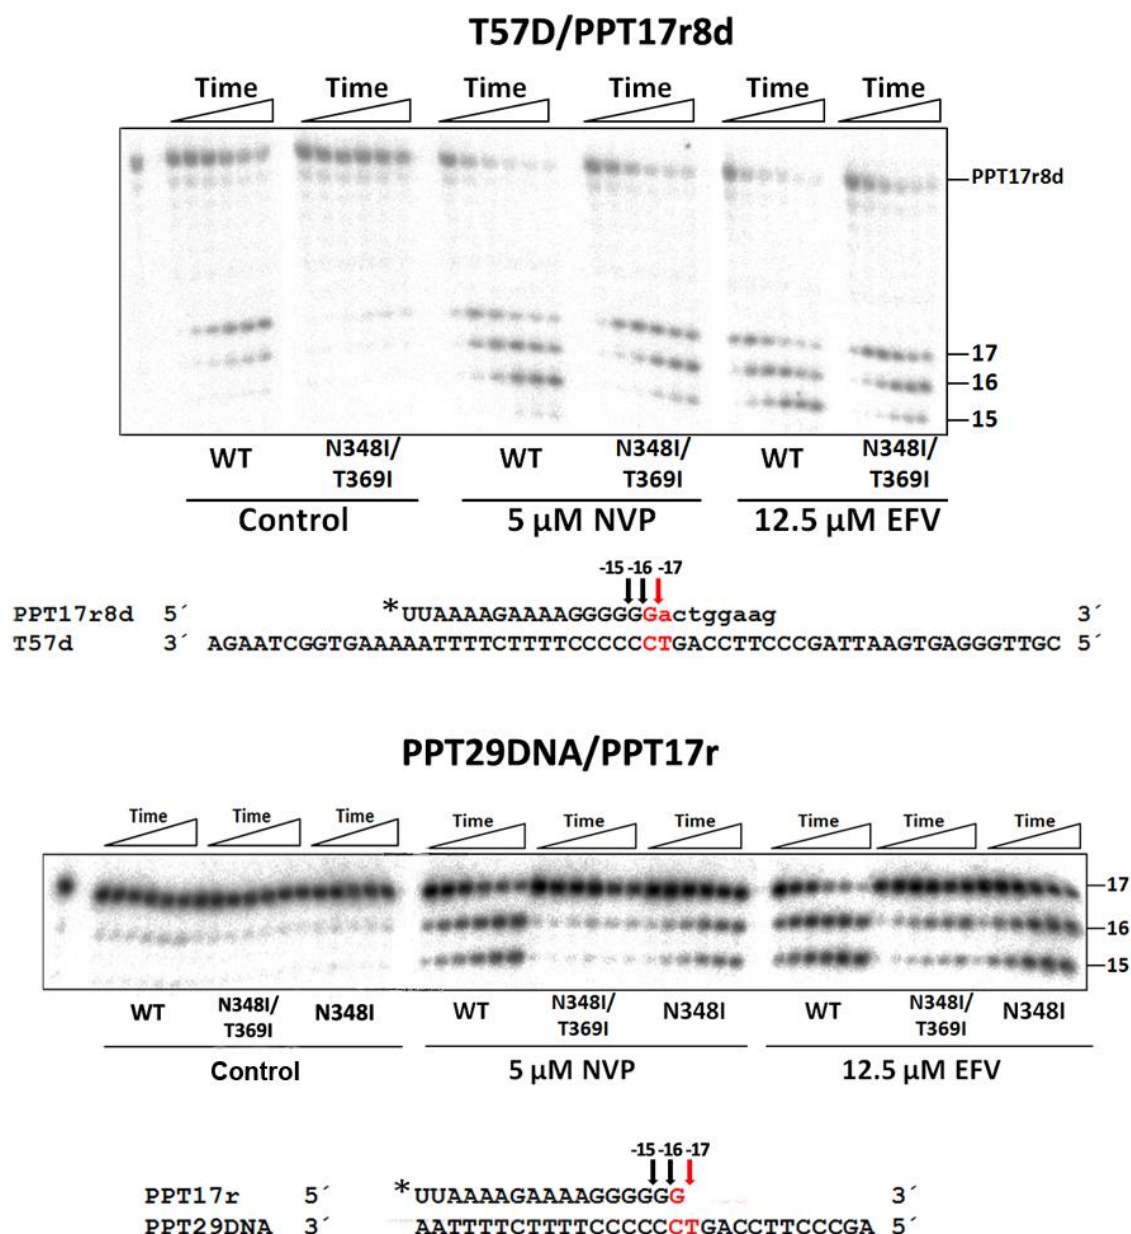 T57D/PPT17r8d
Time Time Time Time Time Time
PPT17r8d
17
16
15
WT N348I/T369I WT N348I/T369I WT N348I/T369I
Control 5 µM NVP 12.5 µM EFV
-15 -16 -17
PPT17r8d 5´ *UUAAAAGAAAAGGGGGGactggaag 3´
T57d 3´ AGAATCGGTGAAAAATTTTCTTTTCCCCCCTGACCTTCCCGATTAAGTGAGGGTTGC 5´
PPT29DNA/PPT17r
Time Time Time Time Time Time Time Time Time
17
16
15
WT N348I/T369I N348I WT N348I/T369I N348I WT N348I/T369I N348I
Control 5 µM NVP 12.5 µM EFV
-15 -16 -17
PPT17r 5´ *UUAAAAGAAAAGGGGGG 3´
PPT29DNA 3´ AATTTTCTTTTCCCCCCTGACCTTCCCGA 5´